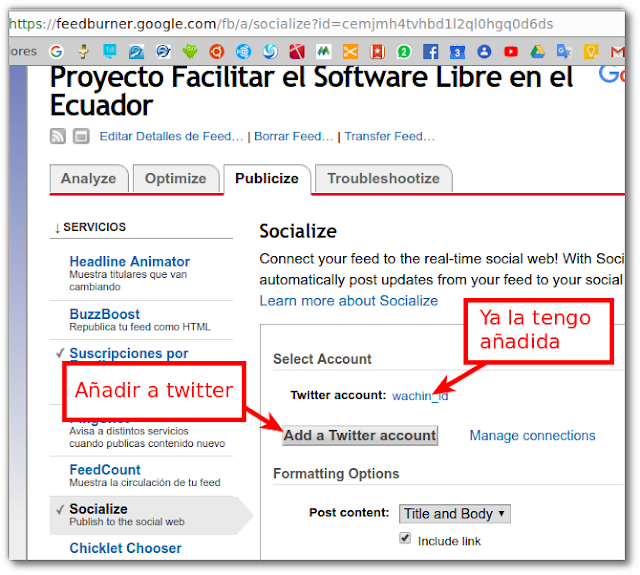 https://feedburner.google.com/fb/a/socialize?id=cemjmh4tvhbd1l2ql0hgq0d6ds
ores
Proyecto Facilitar el Software Libre en el
Ecuador
Editar Detalles de Feed… | Borrar Feed… | Transfer Feed…
Analyze Optimize Publicize Troubleshootize
↓ SERVICIOS
Headline Animator
Muestra titulares que van
cambiando
BuzzBoost
Republica tu feed como HTML
✓ Suscripciones por
Añadir a twitter
Avisa a distintos servicios
cuando publicas contenido nuevo
FeedCount
Muestra la circulación de tu feed
✓ Socialize
Publish to the social web
Chicklet Chooser
Socialize
Connect your feed to the real-time social web! With Soci
automatically post updates from your feed to your social
Learn more about Socialize
Ya la tengo
añadida
Select Account
Twitter account: wachin_id
Add a Twitter account Manage connections
Formatting Options
Post content: Title and Body
Include link